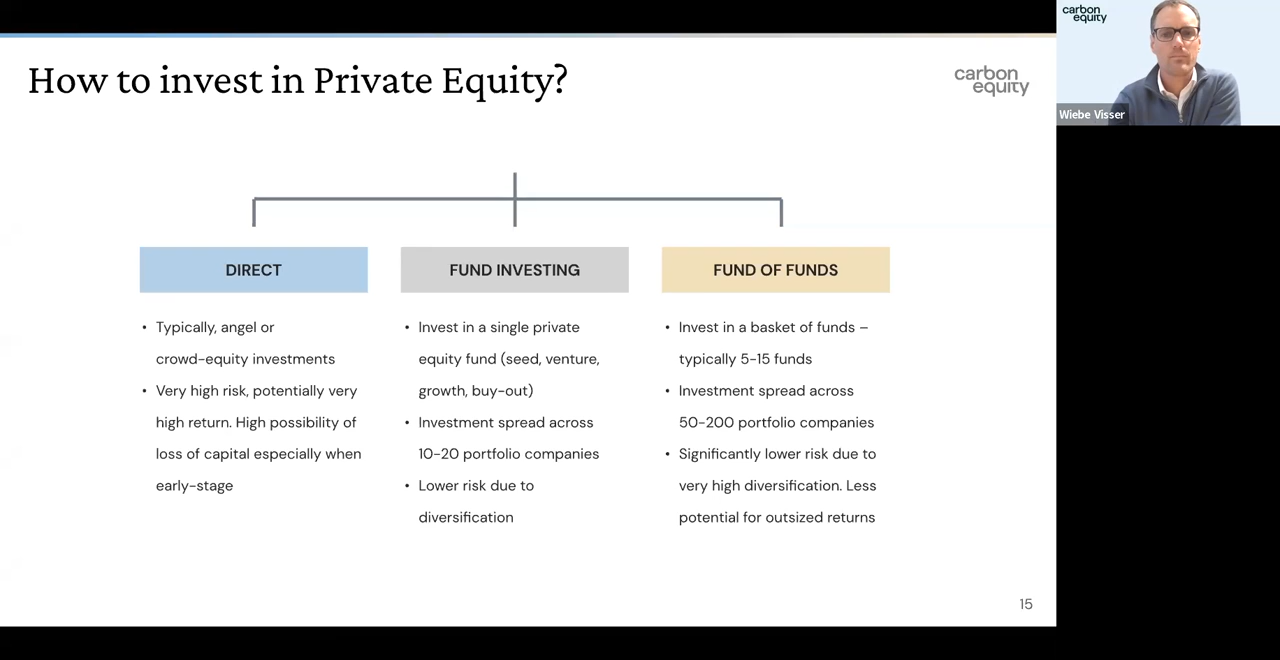 How to invest in Private Equity?
carbon
equity
DIRECT
• Typically, angel or
crowd-equity investments
• Very high risk, potentially very
high return. High possibility of
loss of capital especially when
early-stage
FUND INVESTING
• Invest in a single private
equity fund (seed, venture,
growth, buy-out)
• Investment spread across
10-20 portfolio companies
• Lower risk due to
diversification
FUND OF FUNDS
• Invest in a basket of funds –
typically 5-15 funds
• Investment spread across
50-200 portfolio companies
• Significantly lower risk due to
very high diversification. Less
potential for outsized returns
15
carbon
equity
Wiebe Visser